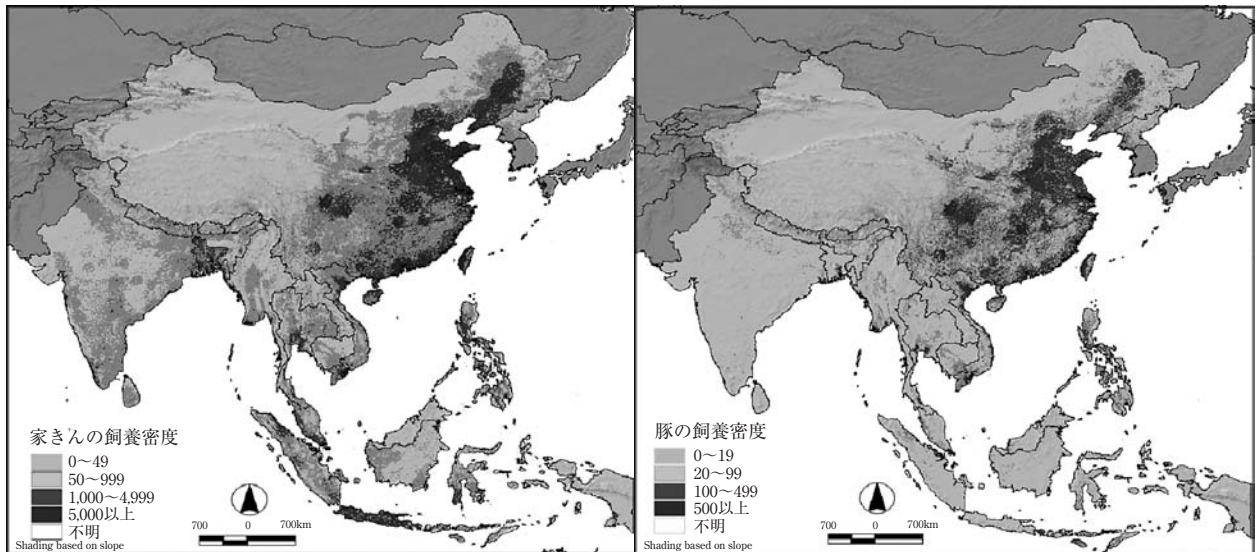 家きんの飼養密度
0～49
50～999
1,000～4,999
5,000以上
不明
700 0 700km
Shading based on slope
豚の飼養密度
0～19
20～99
100～499
500以上
不明
700 0 700km
Shading based on slope